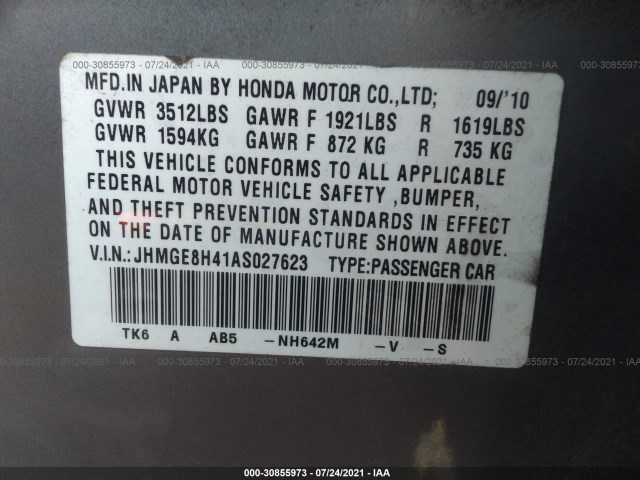 000-30855973 - 07/24/2021 - IAA
MFD.IN JAPAN BY HONDA MOTOR CO.,LTD; 09/'10
GVWR 3512LBS GAWR F 1921LBS R 1619LBS
GVWR 1594KG GAWR F 872 KG R 735 KG
THIS VEHICLE CONFORMS TO ALL APPLICABLE
FEDERAL MOTOR VEHICLE SAFETY ,BUMPER,
AND THEFT PREVENTION STANDARDS IN EFFECT
ON THE DATE OF MANUFACTURE SHOWN ABOVE.
V.I.N.: JHMGE8H41AS027623 TYPE:PASSENGER CAR
TK6 A AB5 -NH642M -V -S
000-30855973 - 07/24/2021 - IAA